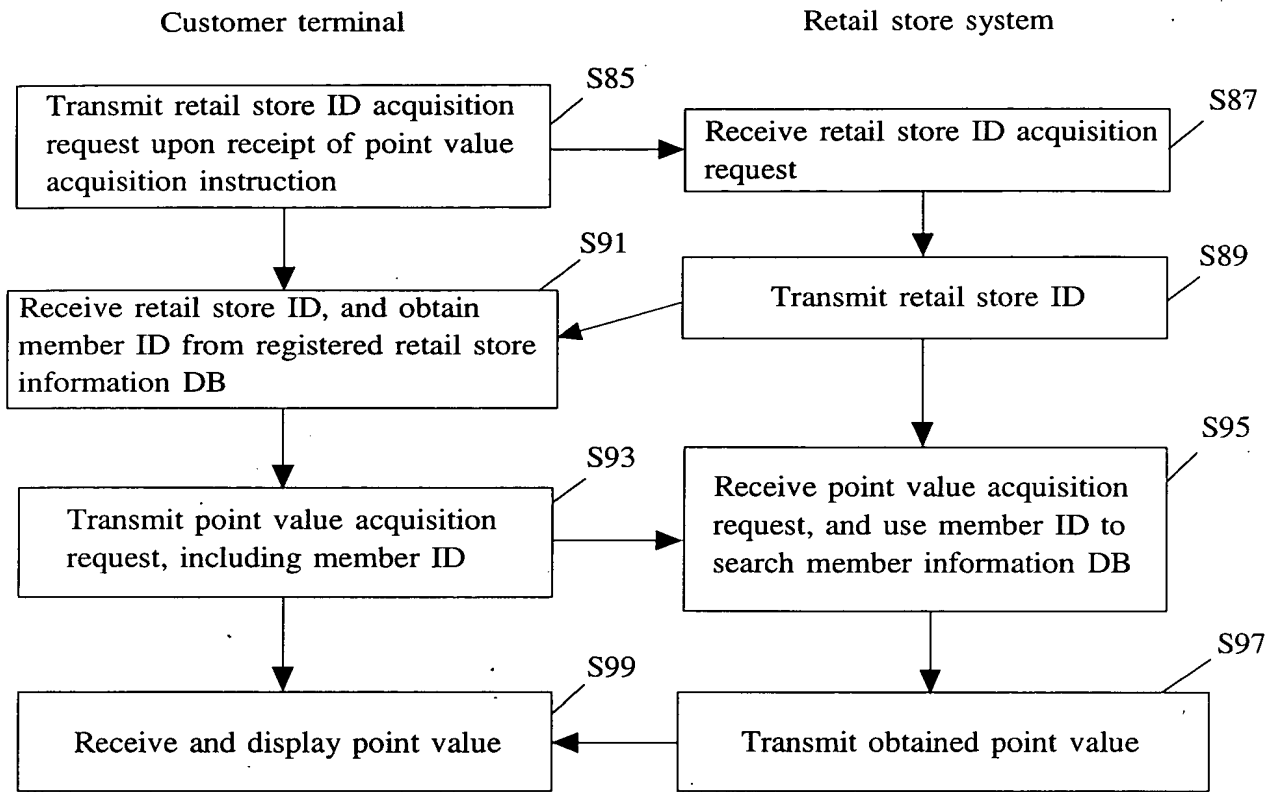 Customer terminal
Retail store system
S85
Transmit retail store ID acquisition
request upon receipt of point value
acquisition instruction
S87
Receive retail store ID acquisition
request
S91
Receive retail store ID, and obtain
member ID from registered retail store
information DB
S89
Transmit retail store ID
S93
Transmit point value acquisition
request, including member ID
S95
Receive point value acquisition
request, and use member ID to
search member information DB
S99
Receive and display point value
S97
Transmit obtained point value